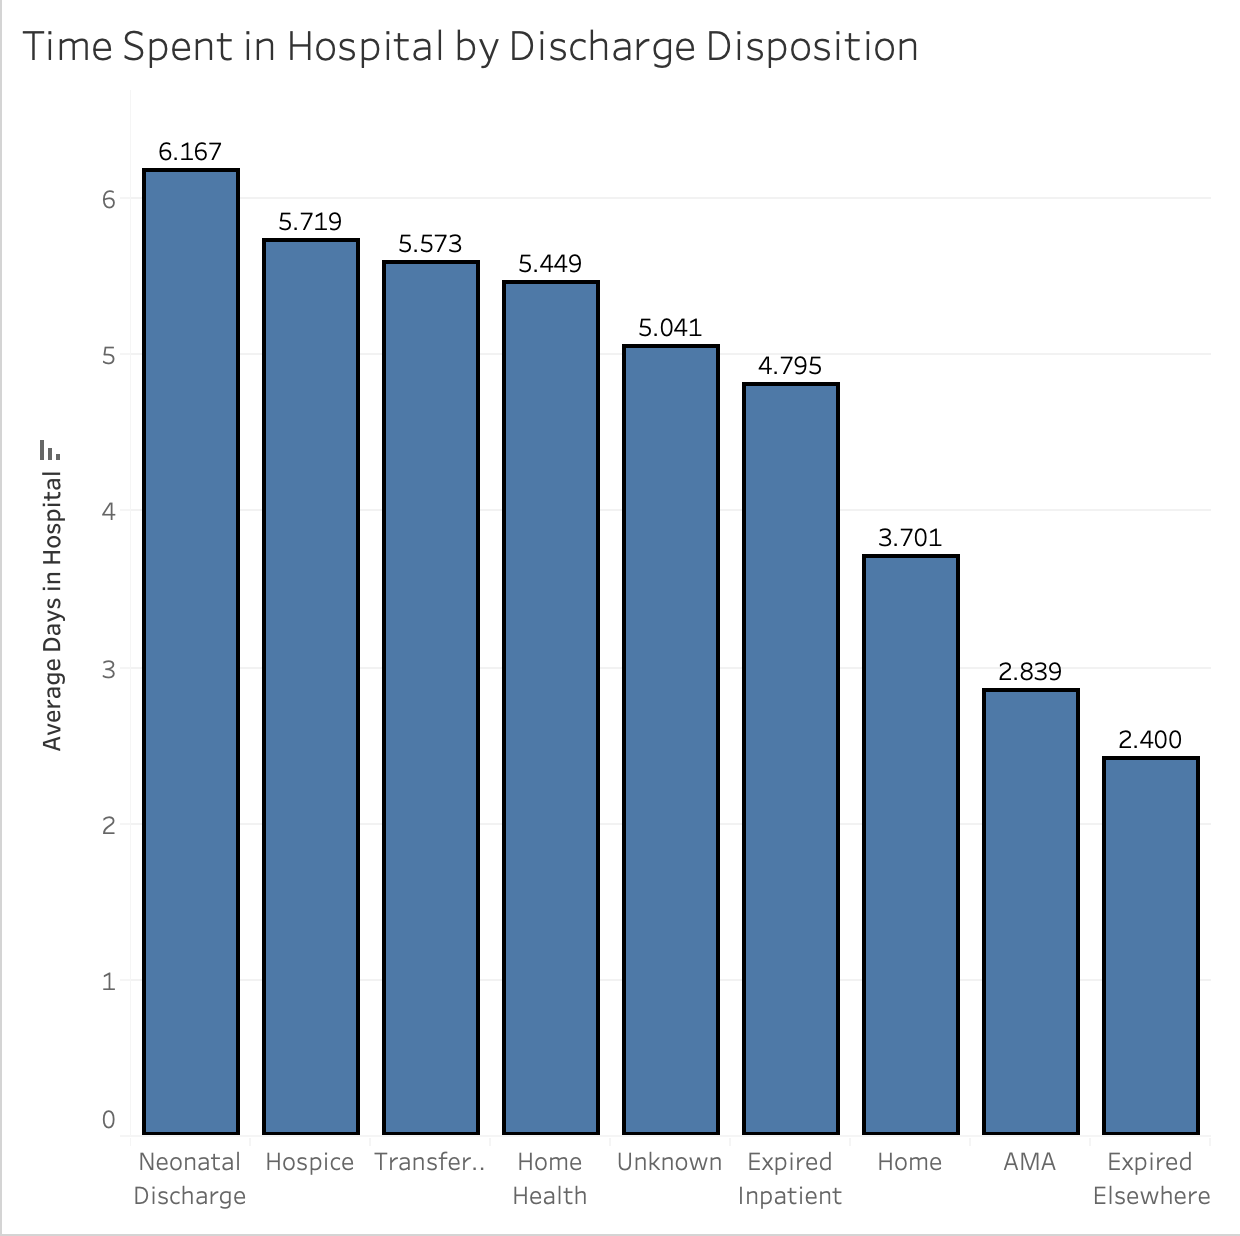 Time Spent in Hospital by Discharge Disposition
6.167
5.719
5.573
5.449
5.041
4.795
3.701
2.839
2.400
6
5
4
3
2
1
0
Average Days in Hospital
Neonatal Discharge
Hospice
Transfer..
Home Health
Unknown
Expired Inpatient
Home
AMA
Expired Elsewhere